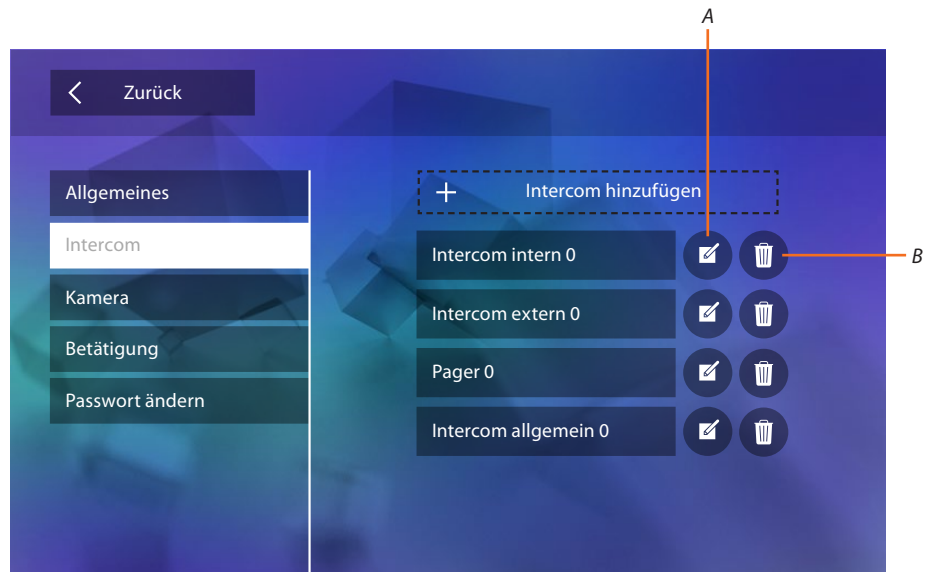 A
Zurück
Allgemeines
Intercom
Kamera
Betätigung
Passwort ändern
+ Intercom hinzufügen
Intercom intern 0
B
Intercom extern 0
Pager 0
Intercom allgemein 0